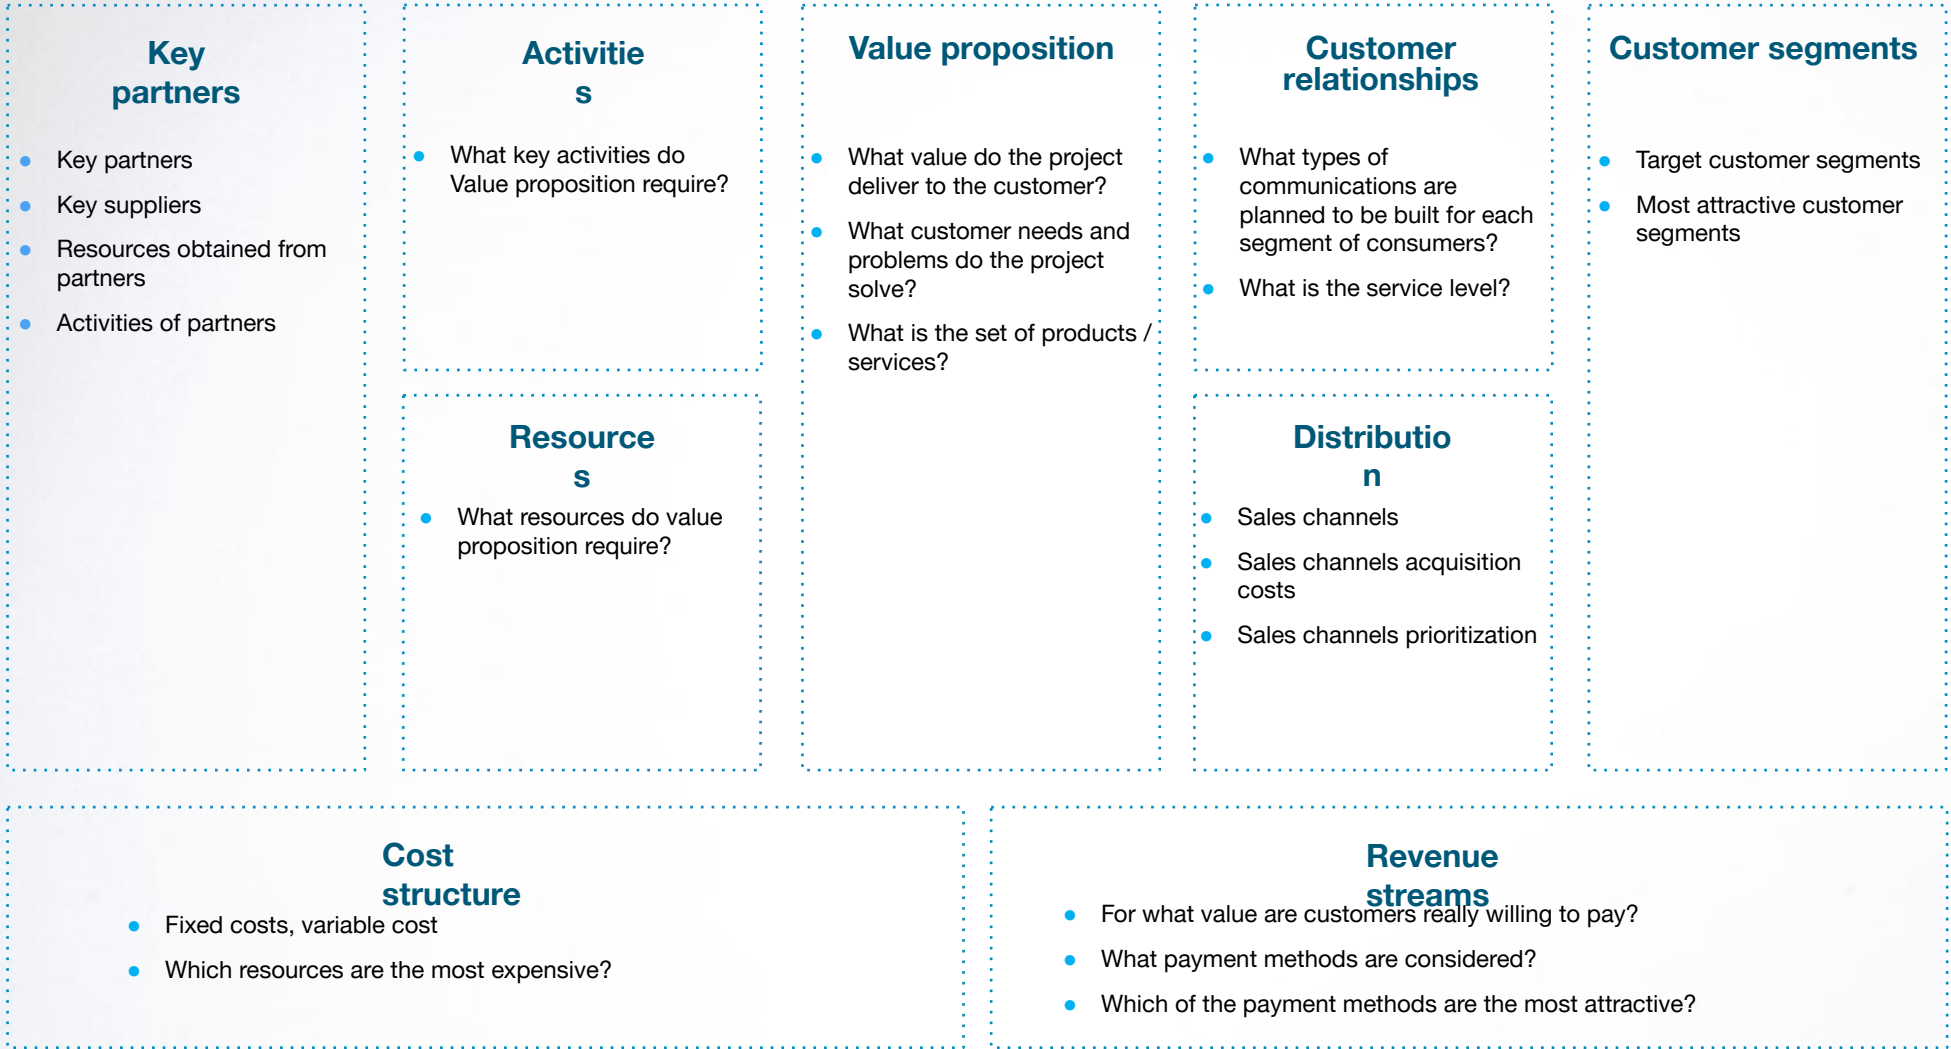 Key
partners
Key partners
Key suppliers
Resources obtained from
partners
Activities of partners
Activitie
s
What key activities do
Value proposition require?
Resource
s
What resources do value
proposition require?
Value proposition
What value do the project
deliver to the customer?
What customer needs and
problems do the project
solve?
What is the set of products /
services?
Customer
relationships
What types of
communications are
planned to be built for each
segment of consumers?
What is the service level?
Distributio
n
Sales channels
Sales channels acquisition
costs
Sales channels prioritization
Customer segments
Target customer segments
Most attractive customer
segments
Cost
structure
Fixed costs, variable cost
Which resources are the most expensive?
Revenue
streams
For what value are customers really willing to pay?
What payment methods are considered?
Which of the payment methods are the most attractive?